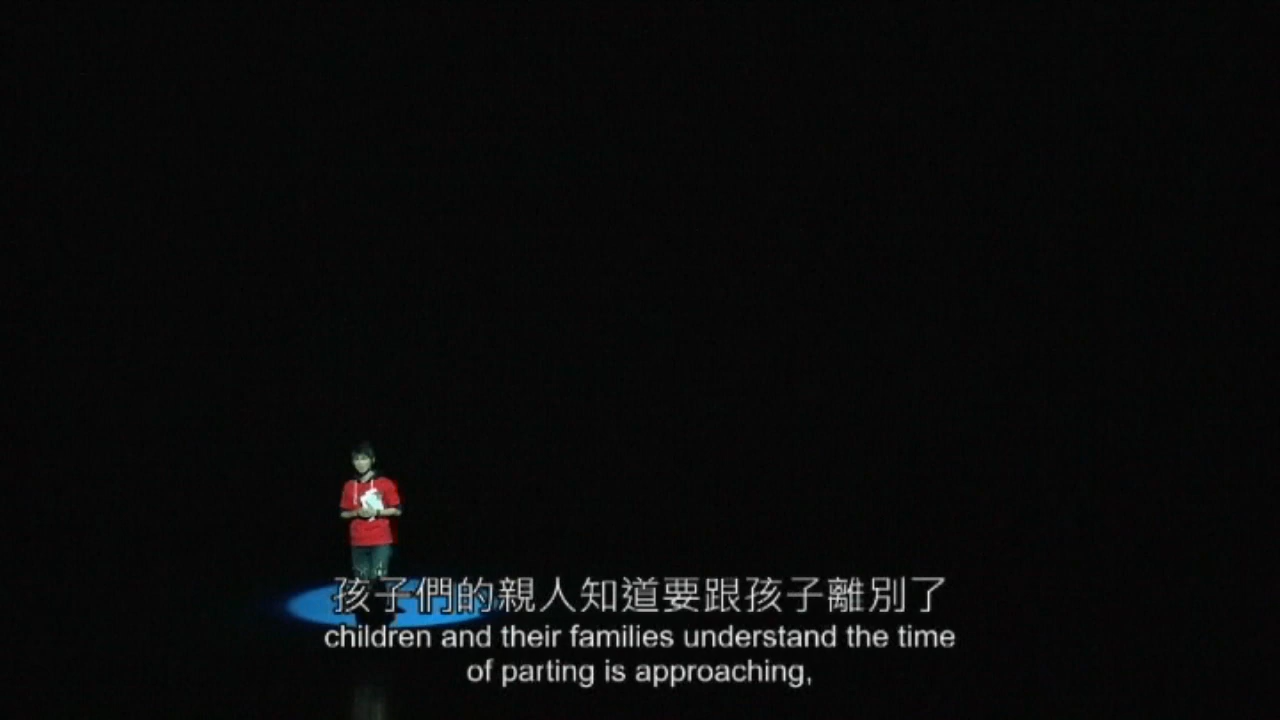 孩子們的親人知道要跟孩子離別了
children and their families understand the time
of parting is approaching,